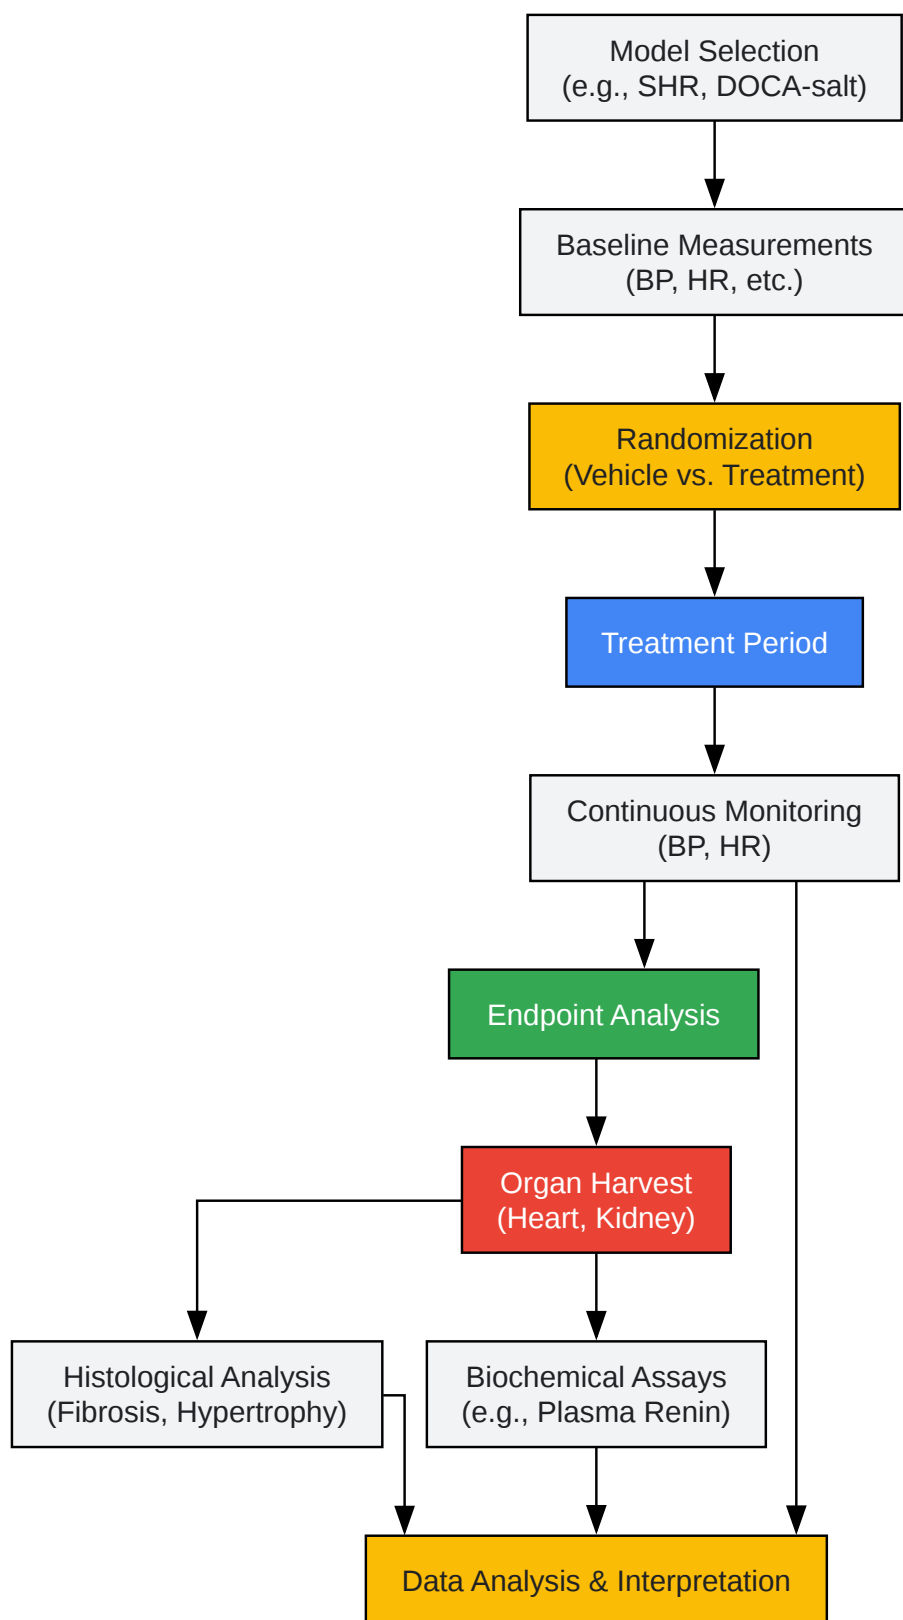 Model Selection
(e.g., SHR, DOCA-salt)
Baseline Measurements
(BP, HR, etc.)
Randomization
(Vehicle vs. Treatment)
Treatment Period
Continuous Monitoring
(BP, HR)
Endpoint Analysis
Organ Harvest
(Heart, Kidney)
Histological Analysis
(Fibrosis, Hypertrophy)
Biochemical Assays
(e.g., Plasma Renin)
Data Analysis & Interpretation